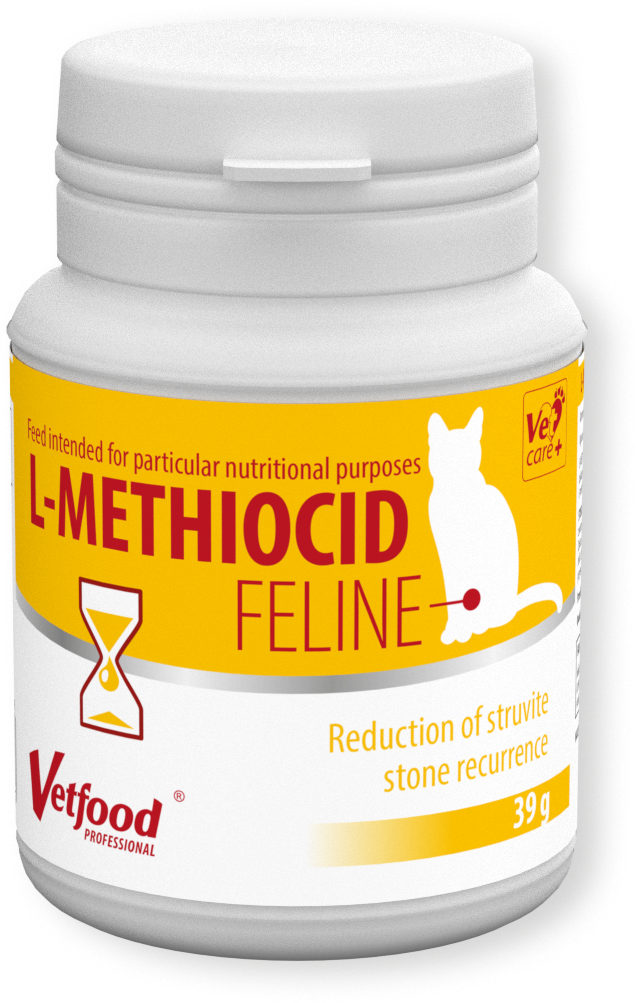 Vet
care+
Feed intended for particular nutritional purposes
L-METHIOCID
FELINE
Reduction of struvite
stone recurrence
39 g
Vetfood ®
PROFESSIONAL